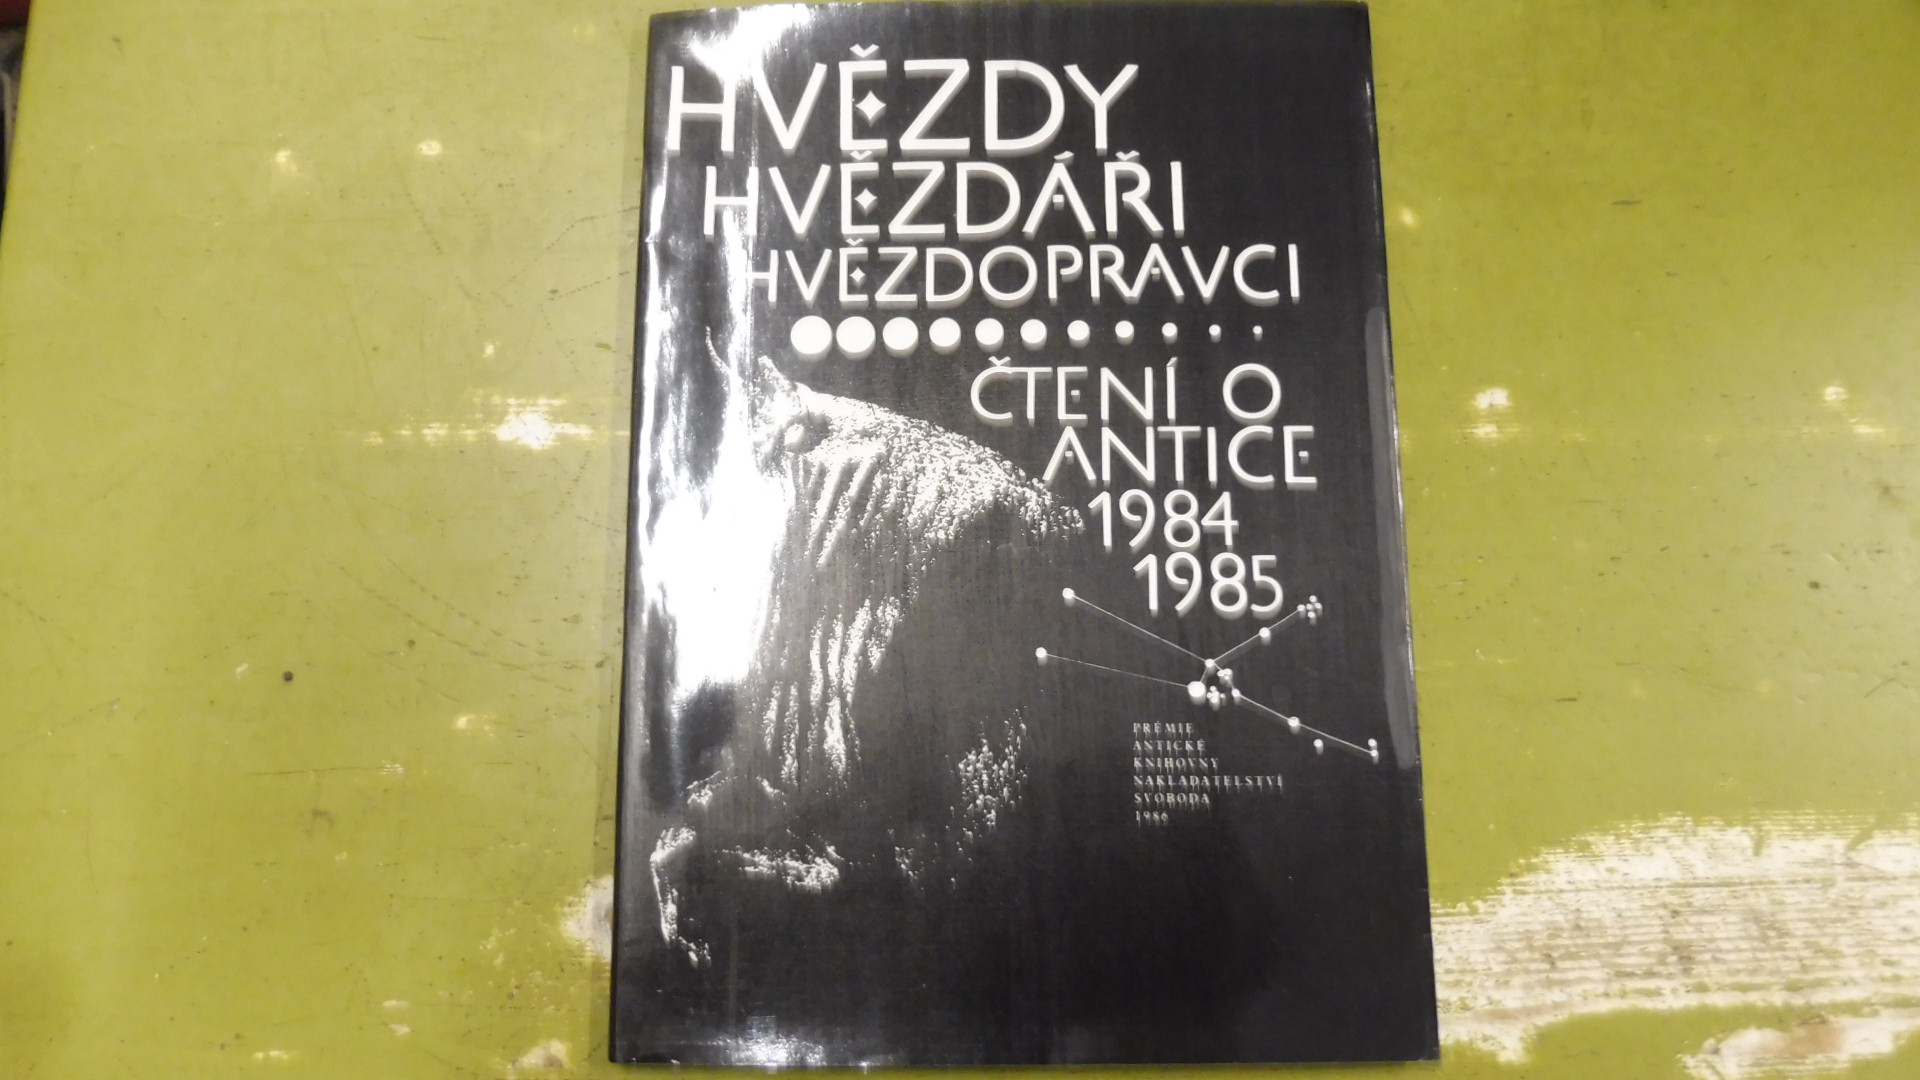 HVĚZDY
HVĚZDÁŘI
HVĚZDOPRAVCI
ČTENÍ O
ANTICE
1984
1985
PRÉMIE
ANTICKÉ
KNIHOVNY
NAKLADATELSTVÍ
SVOBODA
1986